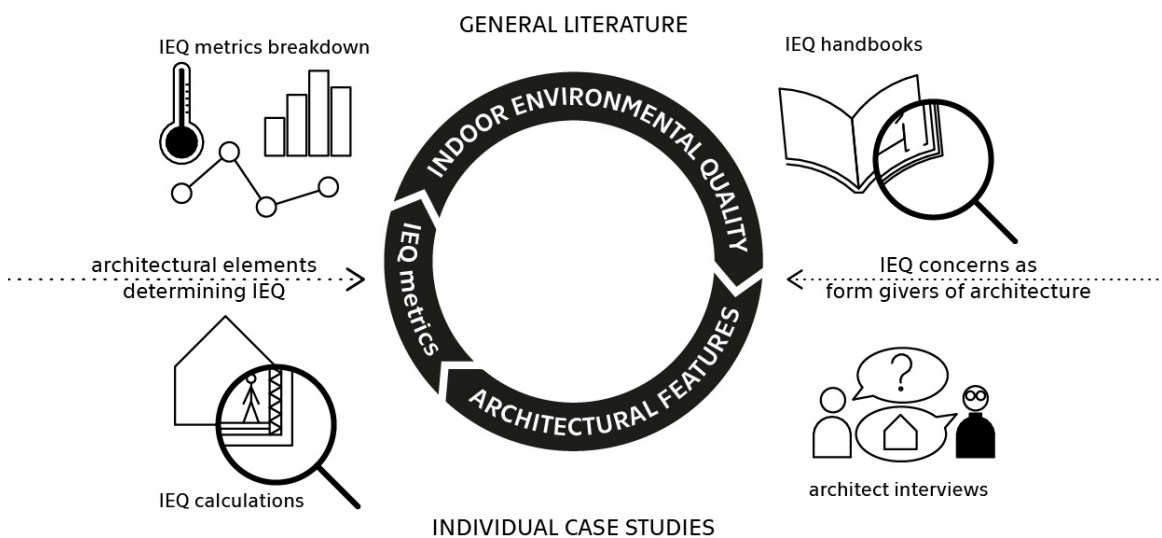 GENERAL LITERATURE
IEQ metrics breakdown
IEQ handbooks
INDOOR ENVIRONMENTAL QUALITY
IEQ metrics
ARCHITECTURAL FEATURES
architectural elements
determining IEQ
IEQ concerns as
form givers of architecture
?
IEQ calculations
architect interviews
INDIVIDUAL CASE STUDIES